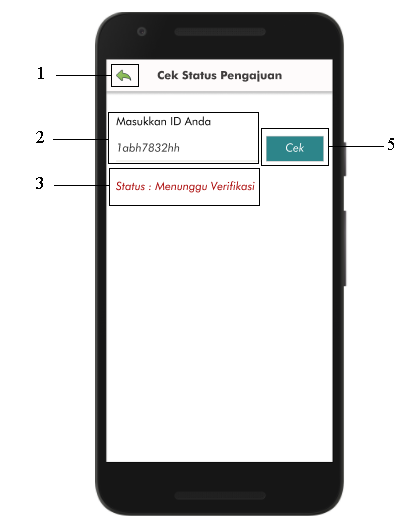 1
Cek Status Pengajuan
2
Masukkan ID Anda
1abh7832hh
Cek
5
3
Status : Menunggu Verifikasi